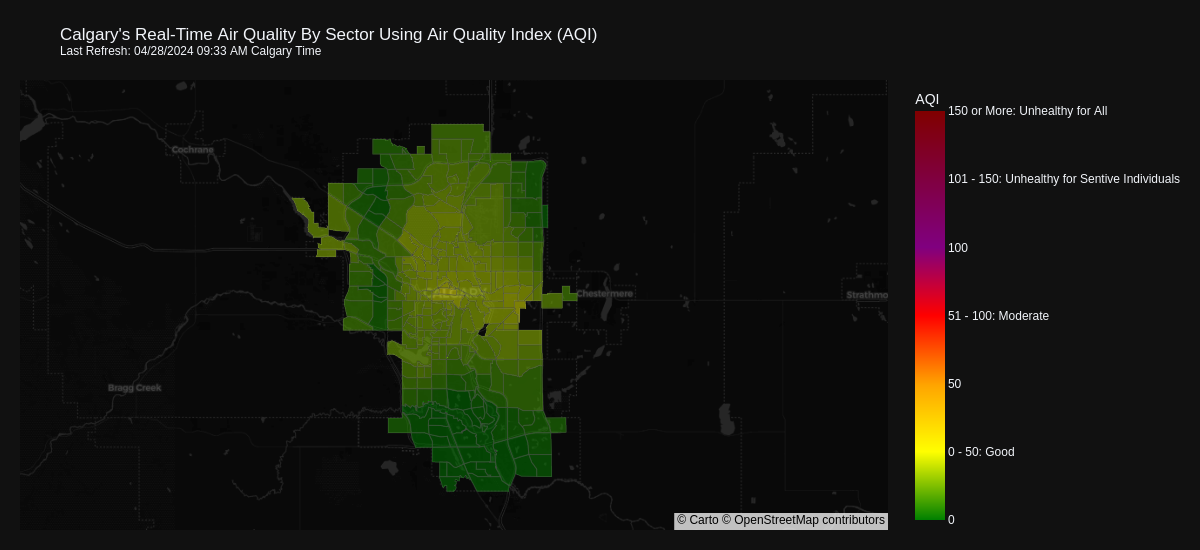 Calgary's Real-Time Air Quality By Sector Using Air Quality Index (AQI)
Last Refresh: 04/28/2024 09:33 AM Calgary Time
AQI
150 or More: Unhealthy for All
101 - 150: Unhealthy for Sentive Individuals
100
51 - 100: Moderate
50
0 - 50: Good
0
Cochrane
Chestermere
Strathmo
Bragg Creek
© Carto © OpenStreetMap contributors